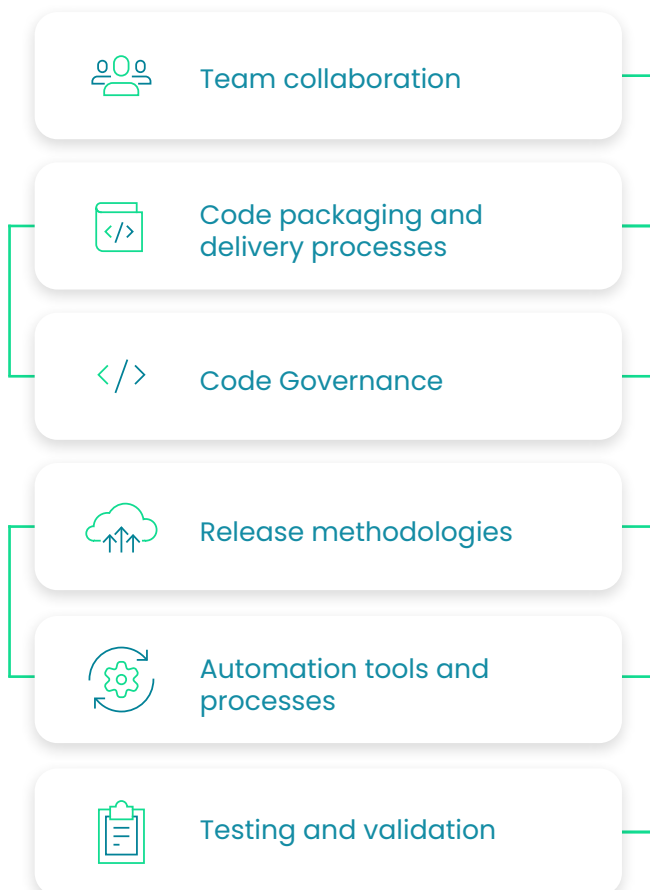 Team collaboration
Code packaging and
delivery processes
Code Governance
Release methodologies
Automation tools and
processes
Testing and validation